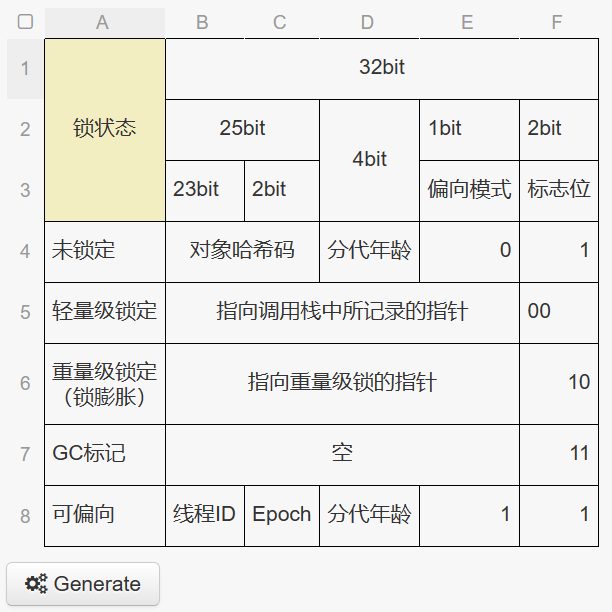 A B C D E F
1 32bit
2 锁状态 25bit 4bit 1bit 2bit
3 23bit 2bit 偏向模式 标志位
4 未锁定 对象哈希码 分代年龄 0 1
5 轻量级锁定 指向调用栈中所记录的指针 00
6 重量级锁定
（锁膨胀） 指向重量级锁的指针 10
7 GC标记 空 11
8 可偏向 线程ID Epoch 分代年龄 1 1
Generate